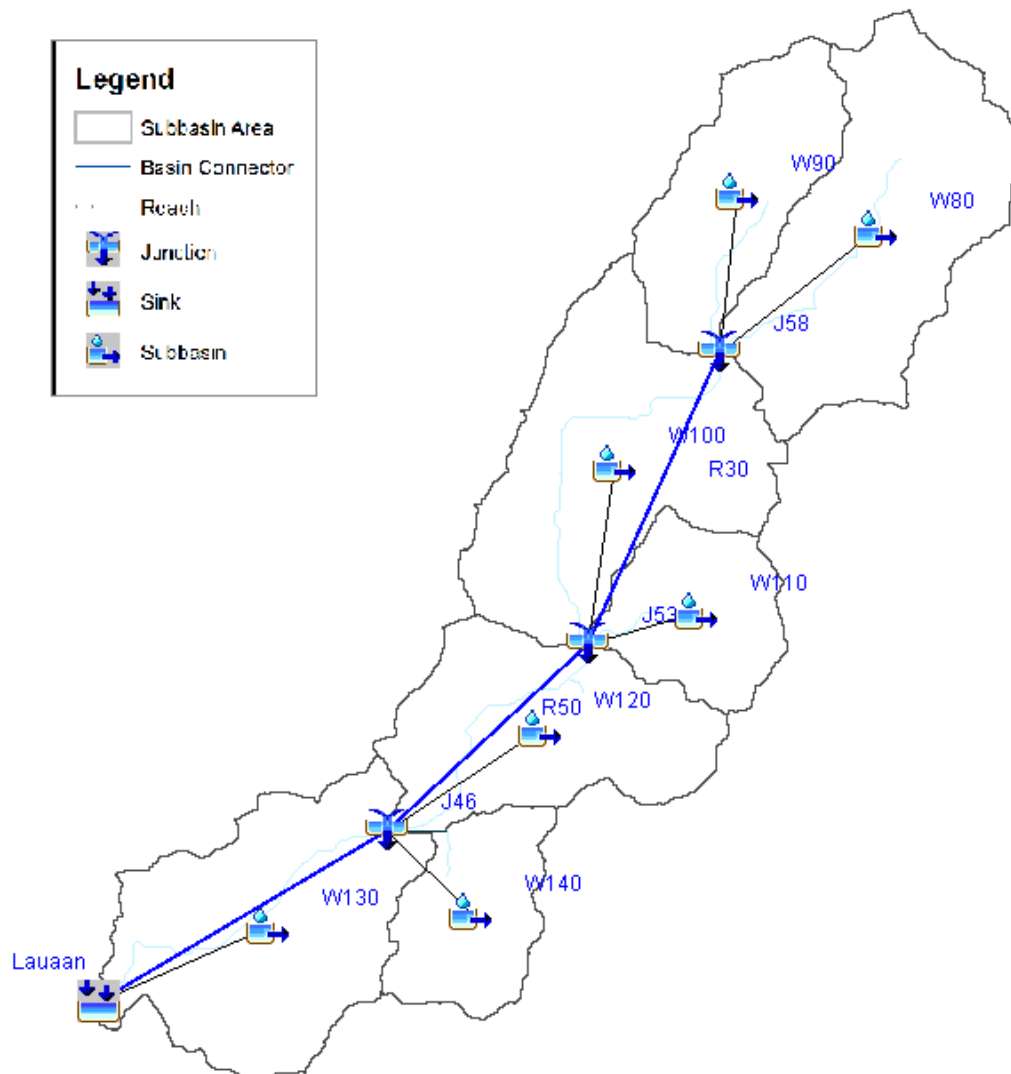 Legend
Subbasin Area
Basin Connector
Reach
Junction
Sink
Subbasin
W90
W80
J58
W100
R30
W110
J53
W120
R50
J46
W140
W130
Lauaan